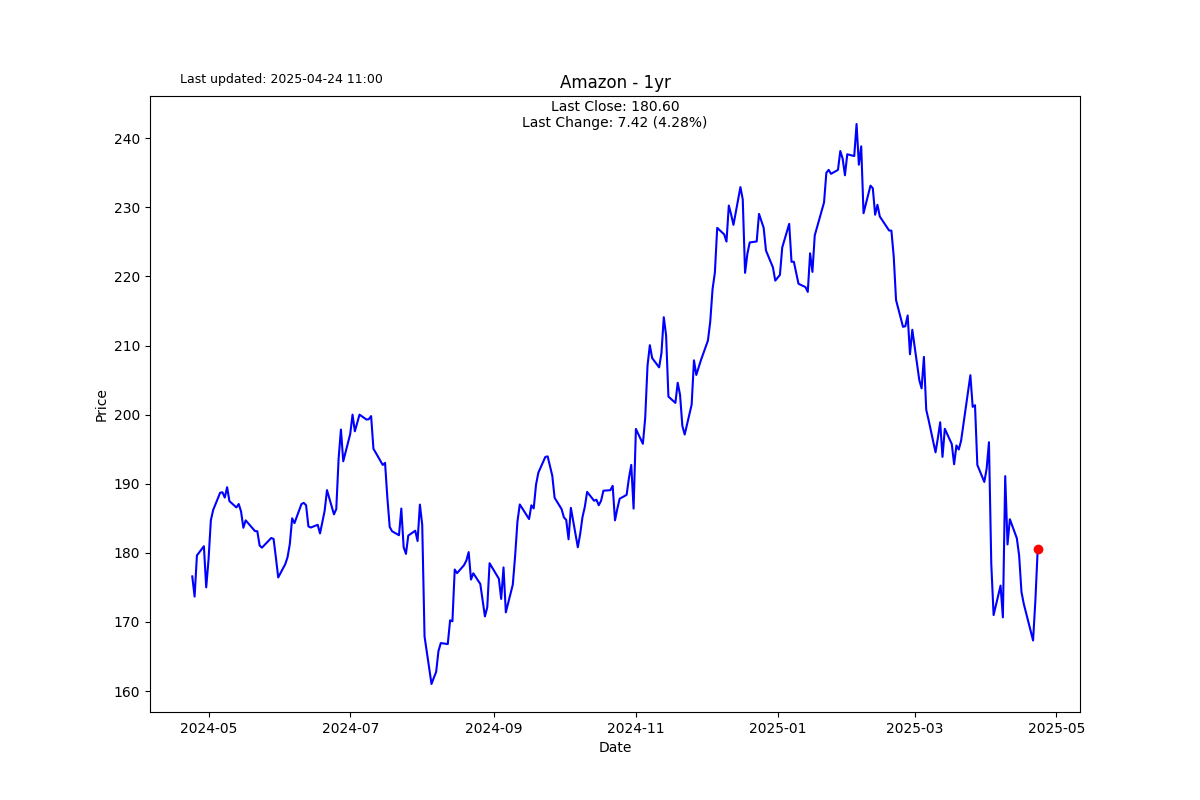 Last updated: 2025-04-24 11:00
Amazon - 1yr
Last Close: 180.60
Last Change: 7.42 (4.28%)
240
230
220
210
200
190
180
170
160
Price
2024-05
2024-07
2024-09
2024-11
2025-01
2025-03
2025-05
Date